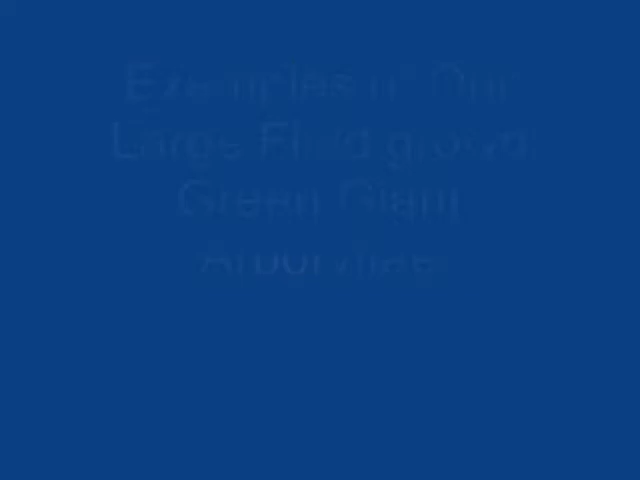 Examples of Our
Large Field grown
Green Giant
Arborvitae